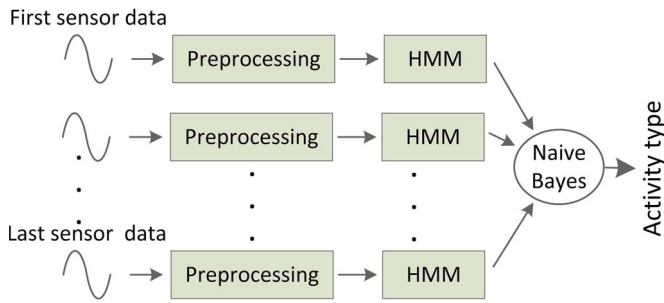 First sensor data
Preprocessing
HMM
Preprocessing
HMM
Naive
Bayes
Activity type
Last sensor data
Preprocessing
HMM